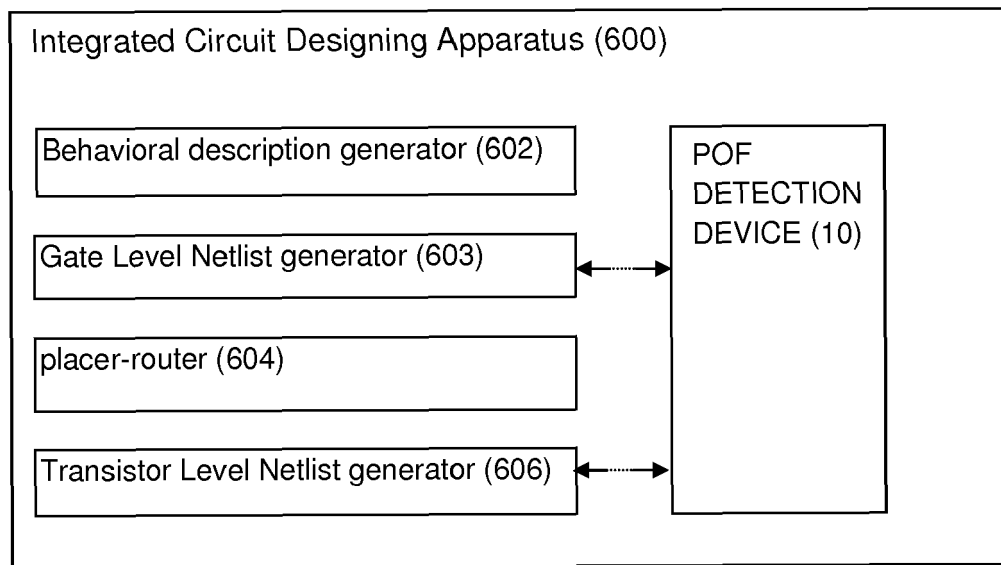 Integrated Circuit Designing Apparatus (600)
Behavioral description generator (602)
POF
DETECTION
DEVICE (10)
Gate Level Netlist generator (603)
placer-router (604)
Transistor Level Netlist generator (606)